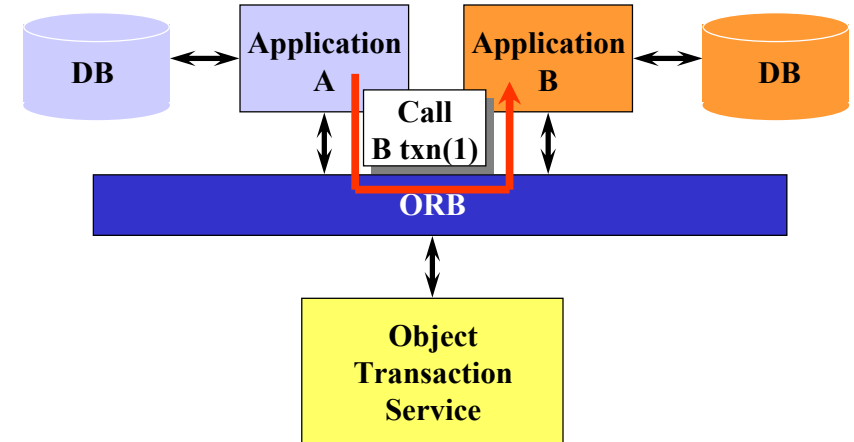 DB
Application
A
Application
B
DB
Call
B txn(1)
ORB
Object
Transaction
Service